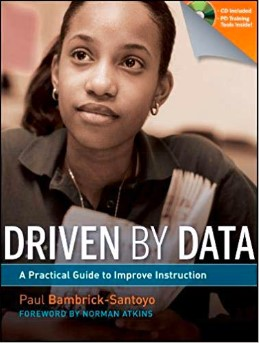 CD Included
PD Training
Tools Inside!
DRIVEN BY DATA
A Practical Guide to Improve Instruction
Paul Bambrick-Santoyo
FOREWORD BY NORMAN ATKINS